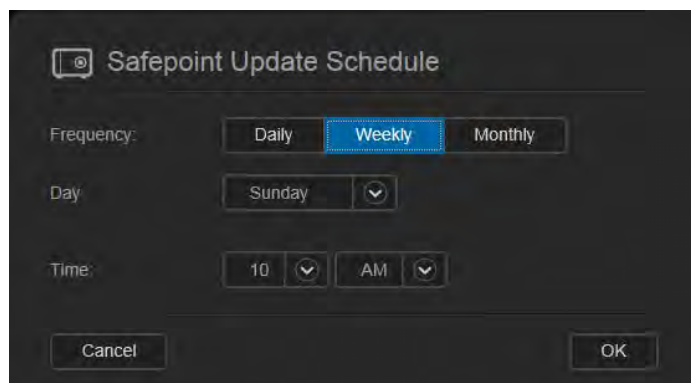 Safepoint Update Schedule
Frequency: Daily Weekly Monthly
Day Sunday
Time: 10 AM
Cancel OK